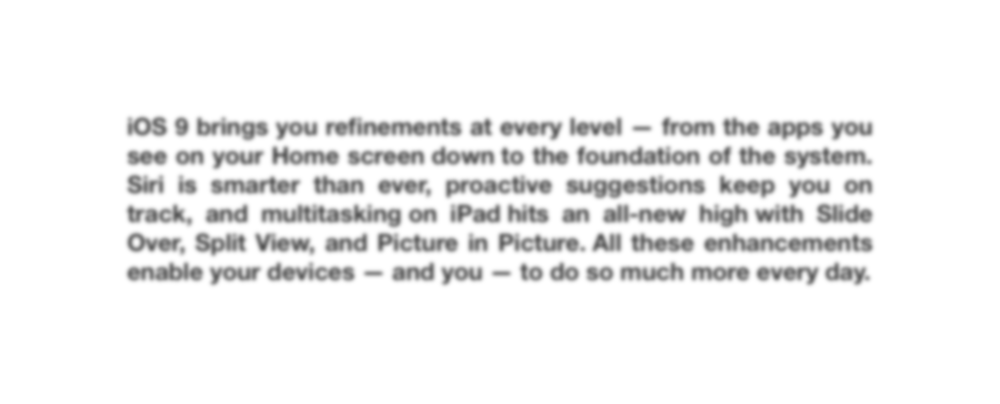 iOS 9 brings you refinements at every level — from the apps you
see on your Home screen down to the foundation of the system.
Siri is smarter than ever, proactive suggestions keep you on
track, and multitasking on iPad hits an all-new high with Slide
Over, Split View, and Picture in Picture. All these enhancements
enable your devices — and you — to do so much more every day.